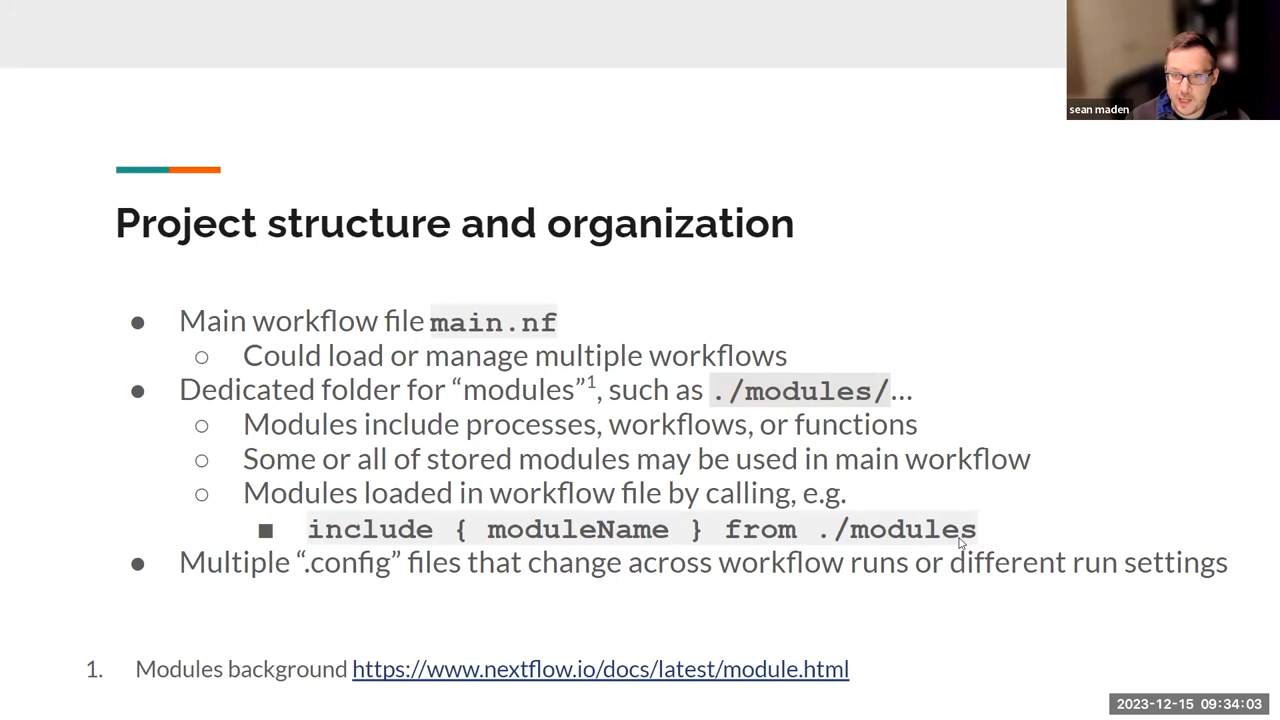 sean maden
Project structure and organization
● Main workflow file main.nf
○ Could load or manage multiple workflows
● Dedicated folder for “modules”1, such as ./modules/...
○ Modules include processes, workflows, or functions
○ Some or all of stored modules may be used in main workflow
○ Modules loaded in workflow file by calling, e.g.
■ include { moduleName } from ./modules
● Multiple “.config” files that change across workflow runs or different run settings
1. Modules background https://www.nextflow.io/docs/latest/module.html
2023-12-15 09:34:03